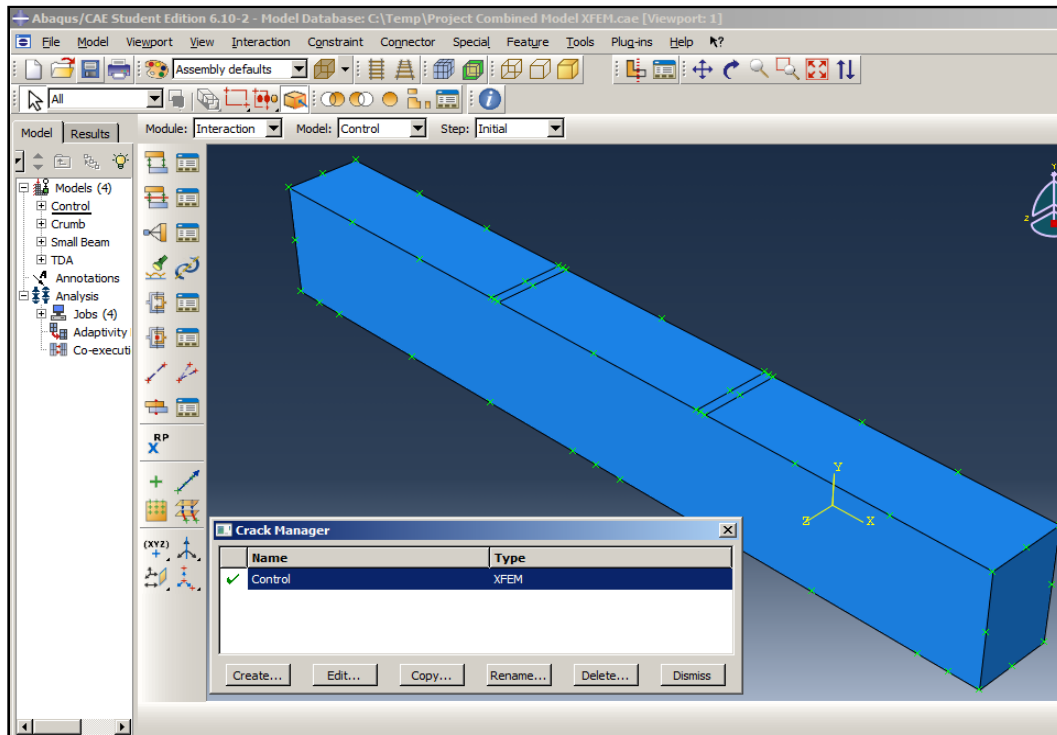 Abaqus/CAE Student Edition 6.10-2 - Model Database: C:\Temp\Project Combined Model XFEM.cae [Viewport: 1]
File Model Viewport View Interaction Constraint Connector Special Feature Tools Plug-ins Help
Assembly defaults
All
Model Results Module: Interaction Model: Control Step: Initial
Models (4)
Control
Crumb
Small Beam
TDA
Annotations
Analysis
Jobs (4)
Adaptivity
Co-executi
RP
(XYZ)
Y
Z
Y
Z X
Crack Manager
Name Type
Control XFEM
Create... Edit... Copy... Rename... Delete... Dismiss